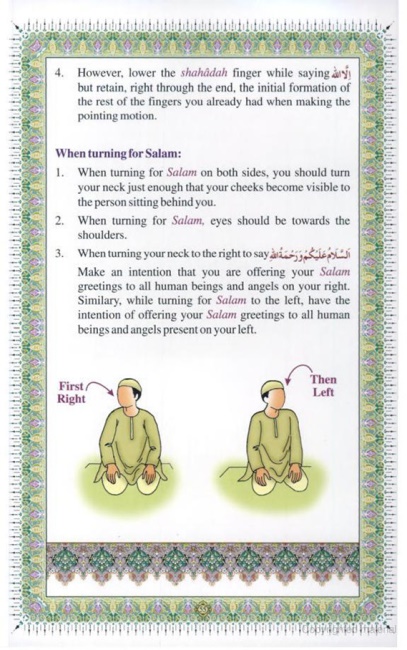 4. However, lower the shahādah finger while saying إِلَّا اللهُ
but retain, right through the end, the initial formation of
the rest of the fingers you already had when making the
pointing motion.
When turning for Salam:
1. When turning for Salam on both sides, you should turn
your neck just enough that your cheeks become visible to
the person sitting behind you.
2. When turning for Salam, eyes should be towards the
shoulders.
3. When turning your neck to the right to say اَلسَّلَامُ عَلَيْكُمْ وَرَحْمَةُ اللهِ
Make an intention that you are offering your Salam
greetings to all human beings and angels on your right.
Similary, while turning for Salam to the left, have the
intention of offering your Salam greetings to all human
beings and angels present on your left.
First
Right
Then
Left
Copyrighted material